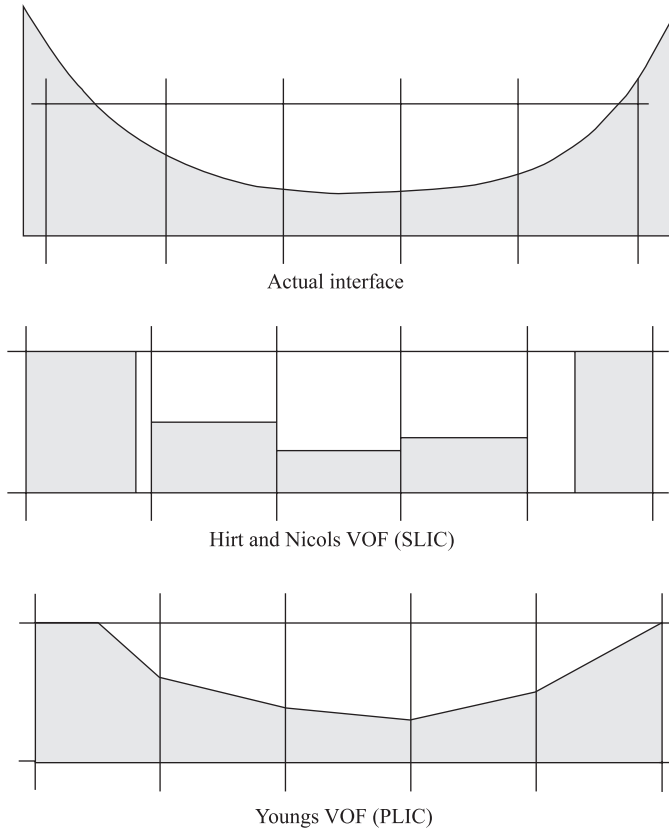 Actual interface
Hirt and Nicols VOF (SLIC)
Youngs VOF (PLIC)